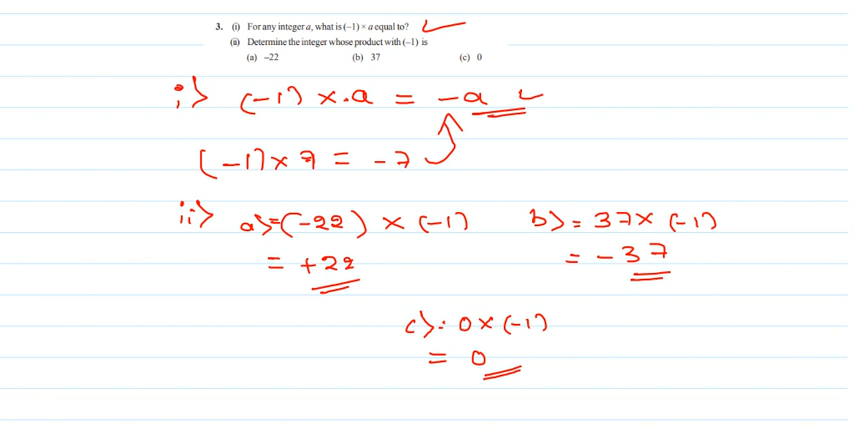 3. (i) For any integer a, what is (–1) × a equal to?
(ii) Determine the integer whose product with (–1) is
(a) –22 (b) 37 (c) 0
i;> (-1) × a = -a
(-1) × 7 = -7
ii;> a>=(-22) × (-1) b> = 37 × (-1)
= +22 = -37
c>: 0 × (-1)
= 0